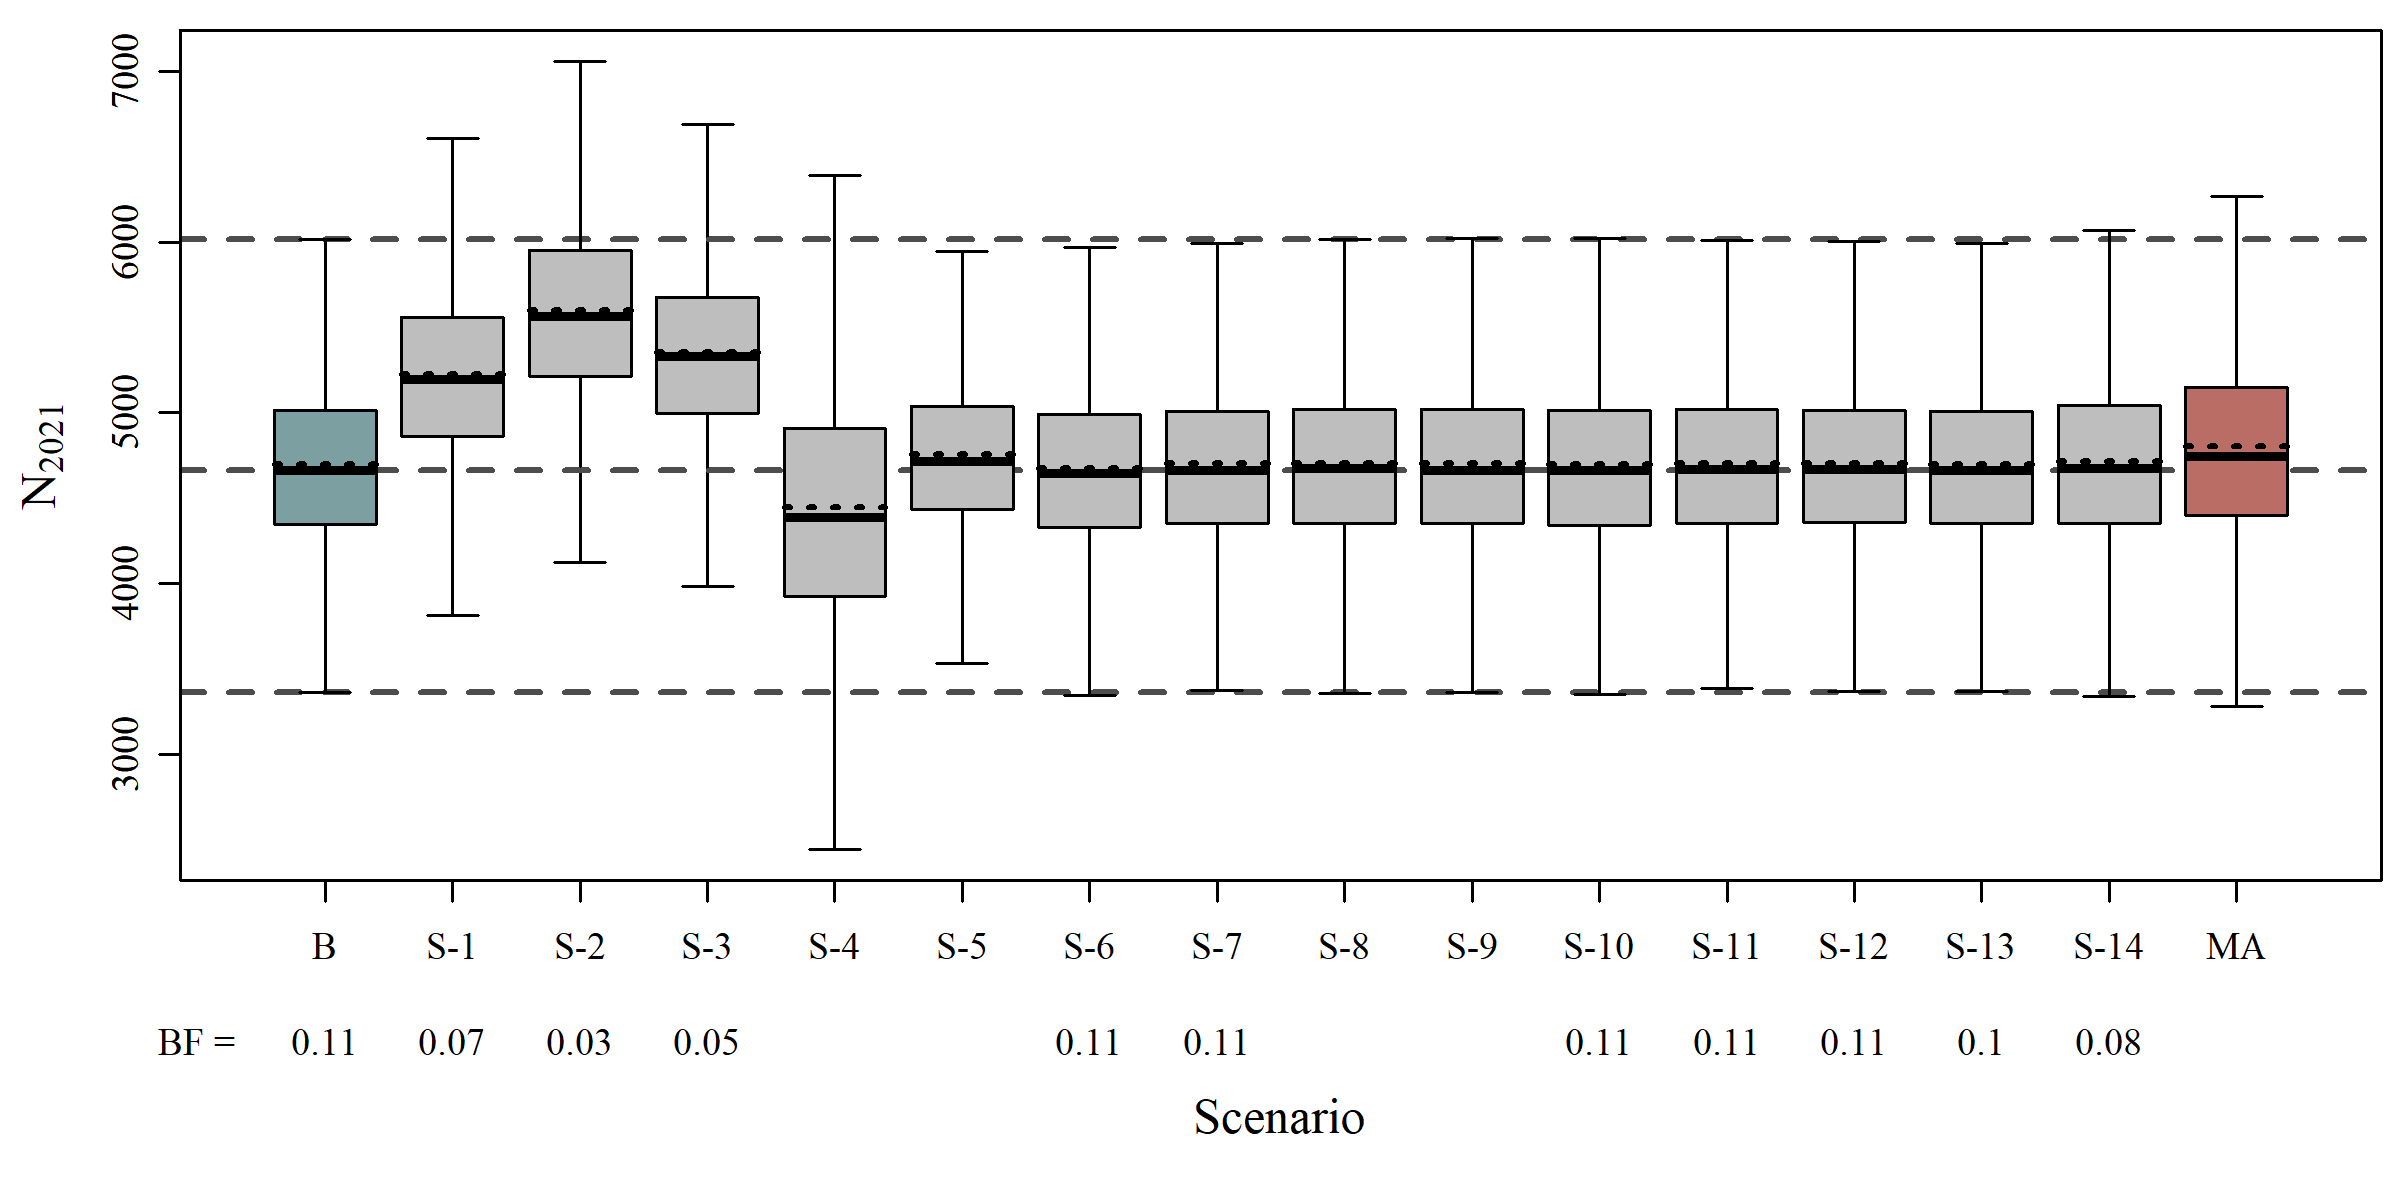 7000
6000
5000
4000
3000
N2021
B S-1 S-2 S-3 S-4 S-5 S-6 S-7 S-8 S-9 S-10 S-11 S-12 S-13 S-14 MA
BF = 0.11 0.07 0.03 0.05 0.11 0.11 0.11 0.11 0.11 0.1 0.08
Scenario